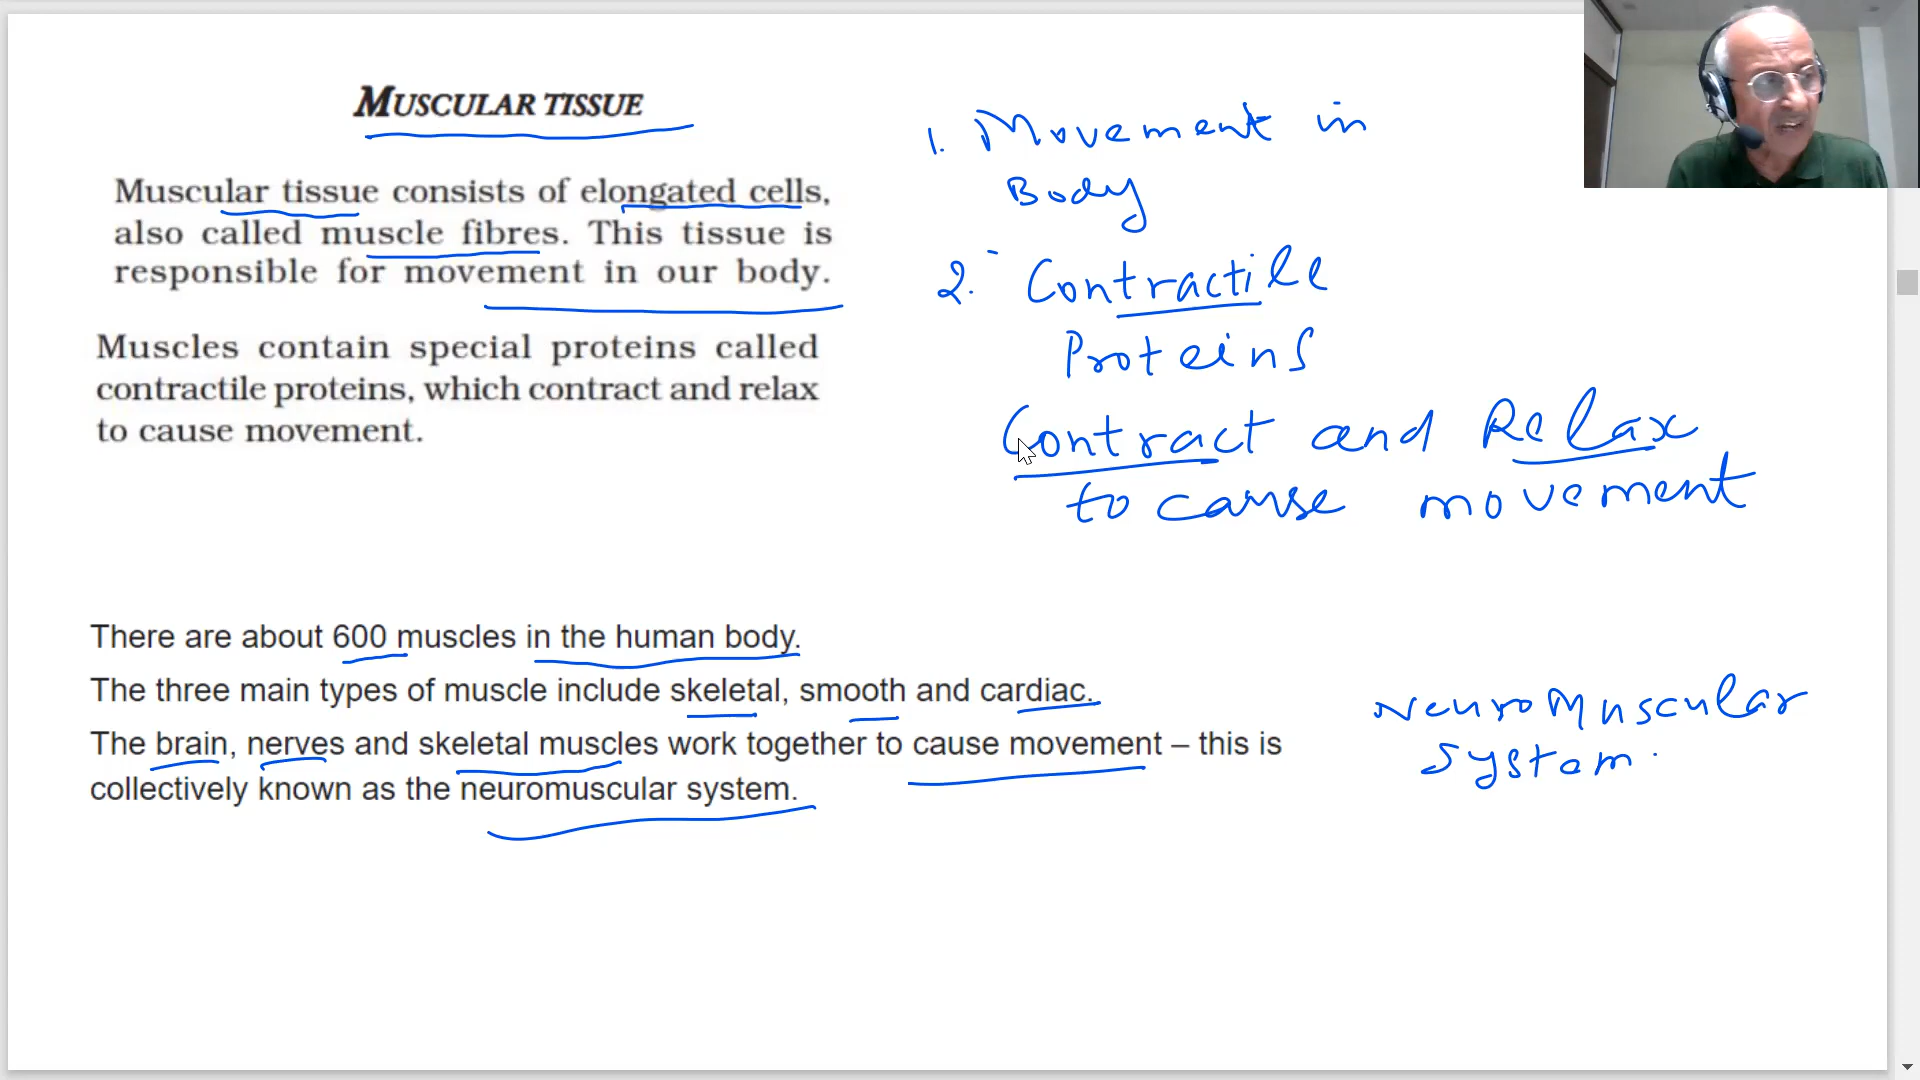 MUSCULAR TISSUE
Muscular tissue consists of elongated cells,
also called muscle fibres. This tissue is
responsible for movement in our body.
Muscles contain special proteins called
contractile proteins, which contract and relax
to cause movement.
1. Movement in
Body
2. Contractile
Proteins
Contract and Relax
to cause movement
There are about 600 muscles in the human body.
The three main types of muscle include skeletal, smooth and cardiac.
The brain, nerves and skeletal muscles work together to cause movement – this is
collectively known as the neuromuscular system.
NeuroMuscular
System.